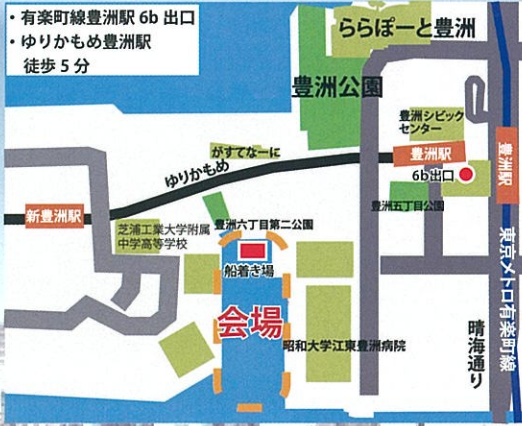 ・有楽町線豊洲駅 6b 出口
・ゆりかもめ豊洲駅
徒歩 5 分
ららぽーと豊洲
豊洲公園
豊洲シビック
センター
がすてなーに
豊洲駅
豊洲駅
6b出口
ゆりかもめ
豊洲五丁目公園
新豊洲駅
芝浦工業大学附属
中学高等学校
豊洲六丁目第二公園
船着き場
会場
昭和大学江東豊洲病院
晴海通り
東京メトロ有楽町線